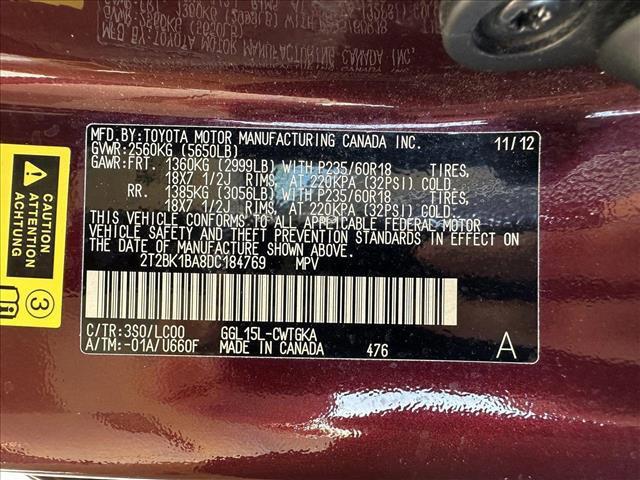 MFD.BY:TOYOTA MOTOR MANUFACTURING CANADA INC. 11/12
GVWR:2560KG (5650LB)
GAWR:FRT. 1360KG (2999LB) WITH P235/60R18 TIRES,
18X7 1/2J RIMS, AT 220KPA (32PSI) COLD.
RR. 1385KG (3056LB) WITH P235/60R18 TIRES,
18X7 1/2J RIMS, AT 220KPA (32PSI) COLD.
THIS VEHICLE CONFORMS TO ALL APPLICABLE FEDERAL MOTOR
VEHICLE SAFETY AND THEFT PREVENTION STANDARDS IN EFFECT
ON THE DATE OF MANUFACTURE SHOWN ABOVE.
2T2BK1BA8DC184769 MPV
C/TR:3S0/LC00 GGL15L-CWTGKA
A/TM:-01A/U660F MADE IN CANADA 476 A
CAUTION
ATTENTION
ACHTUNG
3